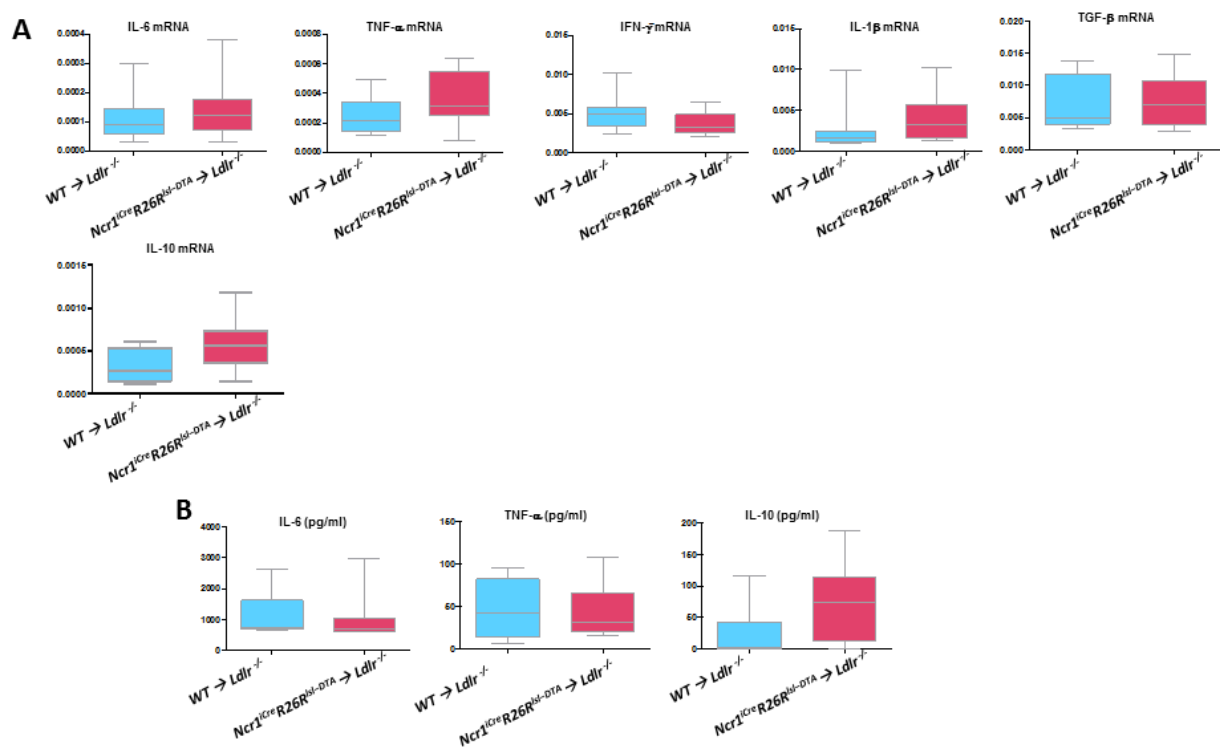 A
IL-6 mRNA
0.0004
0.0003
0.0002
0.0001
0.0000
WT → Ldlr -/-
Ncr1iCreR26Rlsl-DTA → Ldlr -/-
TNF-α mRNA
0.0008
0.0006
0.0004
0.0002
0.0000
WT → Ldlr -/-
Ncr1iCreR26Rlsl-DTA → Ldlr -/-
IFN-γ mRNA
0.015
0.010
0.005
0.000
WT → Ldlr -/-
Ncr1iCreR26Rlsl-DTA → Ldlr -/-
IL-1β mRNA
0.015
0.010
0.005
0.000
WT → Ldlr -/-
Ncr1iCreR26Rlsl-DTA → Ldlr -/-
TGF-β mRNA
0.020
0.015
0.010
0.005
0.000
WT → Ldlr -/-
Ncr1iCreR26Rlsl-DTA → Ldlr -/-
IL-10 mRNA
0.0015
0.0010
0.0005
0.0000
WT → Ldlr -/-
Ncr1iCreR26Rlsl-DTA → Ldlr -/-
B
IL-6 (pg/ml)
4000
3000
2000
1000
0
WT → Ldlr -/-
Ncr1iCreR26Rlsl-DTA → Ldlr -/-
TNF-α (pg/ml)
150
100
50
0
WT → Ldlr -/-
Ncr1iCreR26Rlsl-DTA → Ldlr -/-
IL-10 (pg/ml)
200
150
100
50
0
WT → Ldlr -/-
Ncr1iCreR26Rlsl-DTA → Ldlr -/-